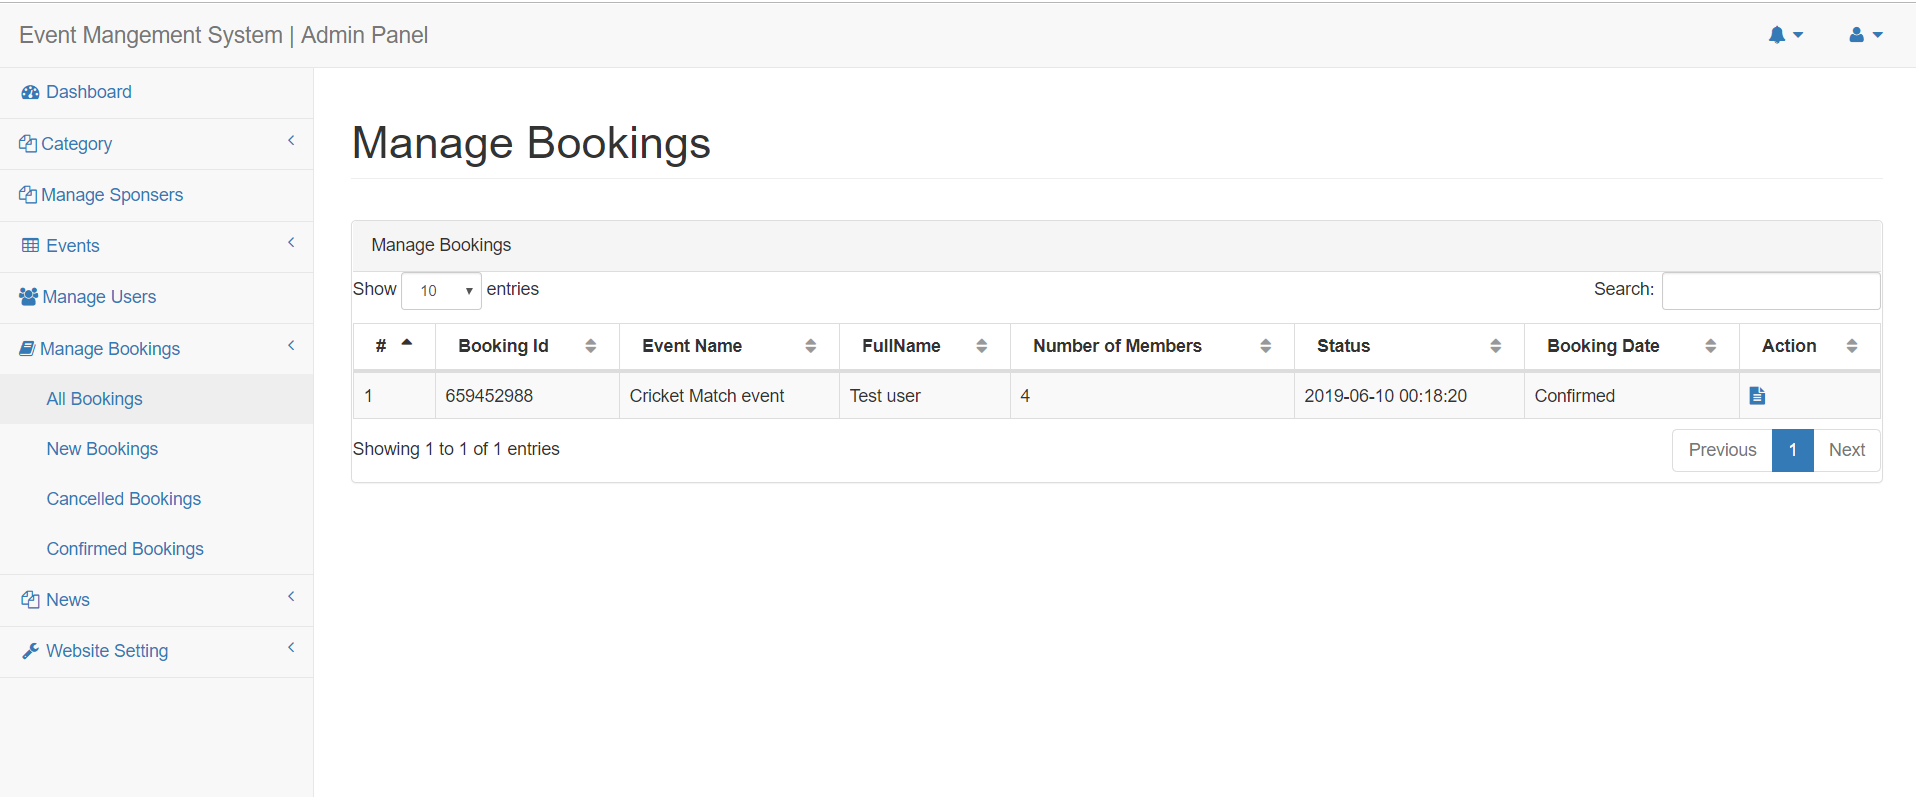 Event Mangement System | Admin Panel
Dashboard
Category
Manage Sponsers
Events
Manage Users
Manage Bookings
All Bookings
New Bookings
Cancelled Bookings
Confirmed Bookings
News
Website Setting
Manage Bookings
Manage Bookings
Show 10 entries Search:
# Booking Id Event Name FullName Number of Members Status Booking Date Action
1 659452988 Cricket Match event Test user 4 2019-06-10 00:18:20 Confirmed
Showing 1 to 1 of 1 entries Previous 1 Next